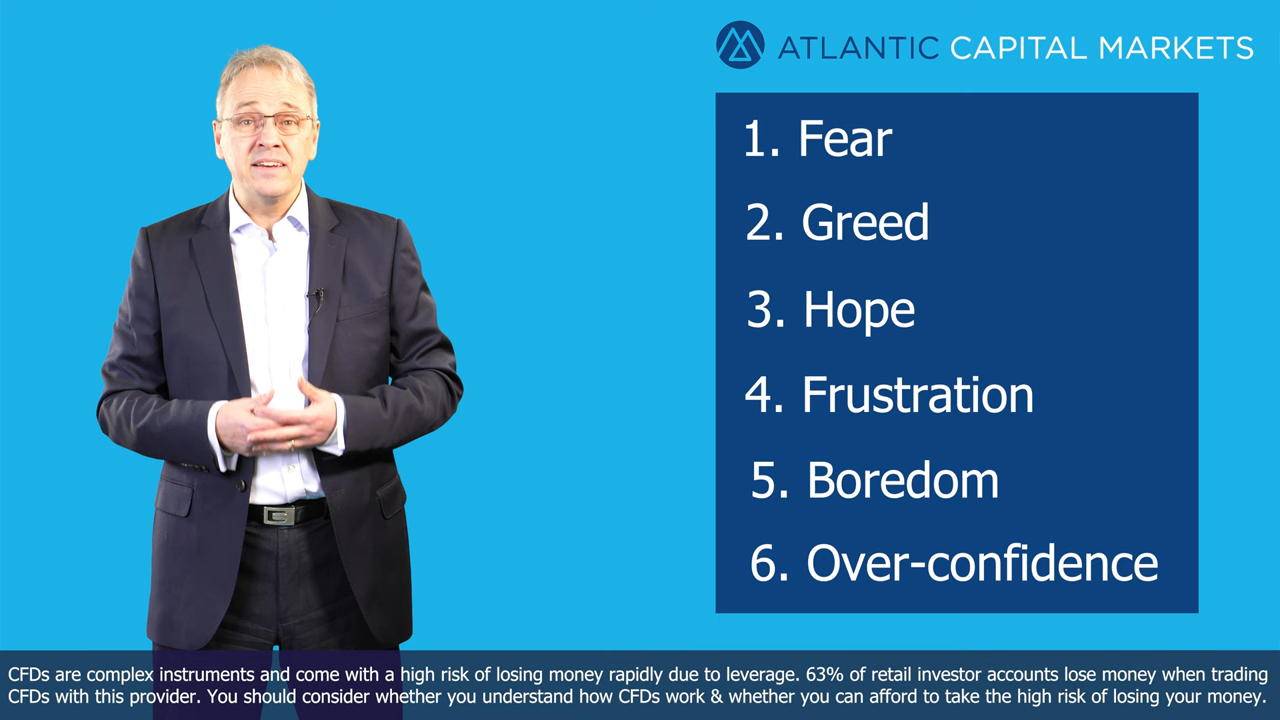 ATLANTIC CAPITAL MARKETS
1. Fear
2. Greed
3. Hope
4. Frustration
5. Boredom
6. Over-confidence
CFDs are complex instruments and come with a high risk of losing money rapidly due to leverage. 63% of retail investor accounts lose money when trading
CFDs with this provider. You should consider whether you understand how CFDs work & whether you can afford to take the high risk of losing your money.